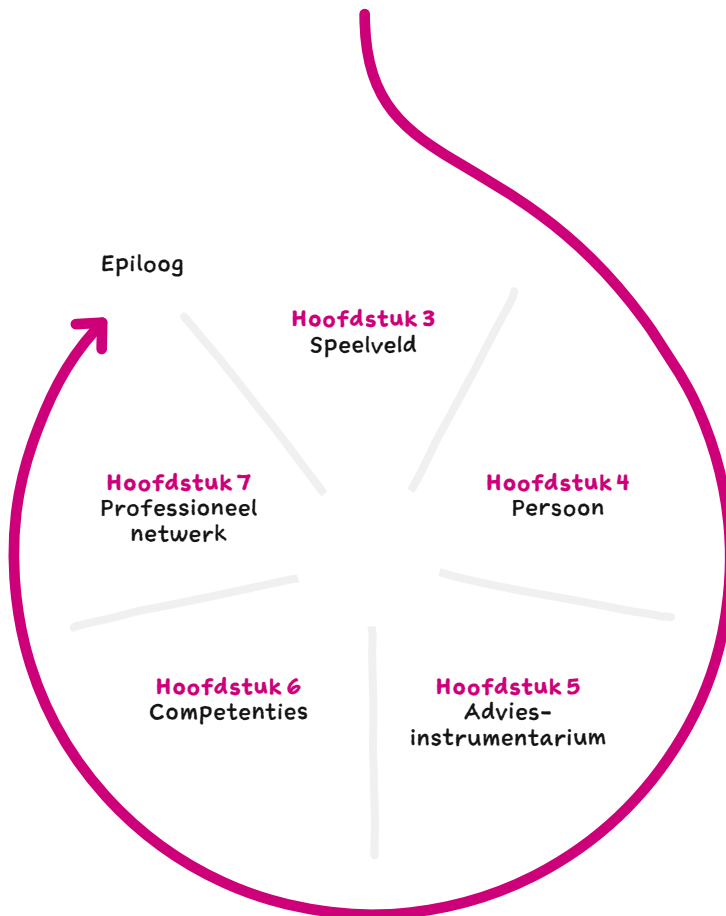 Epiloog
Hoofdstuk 3
Speelveld
Hoofdstuk 4
Persoon
Hoofdstuk 5
Advies-
instrumentarium
Hoofdstuk 6
Competenties
Hoofdstuk 7
Professioneel
netwerk